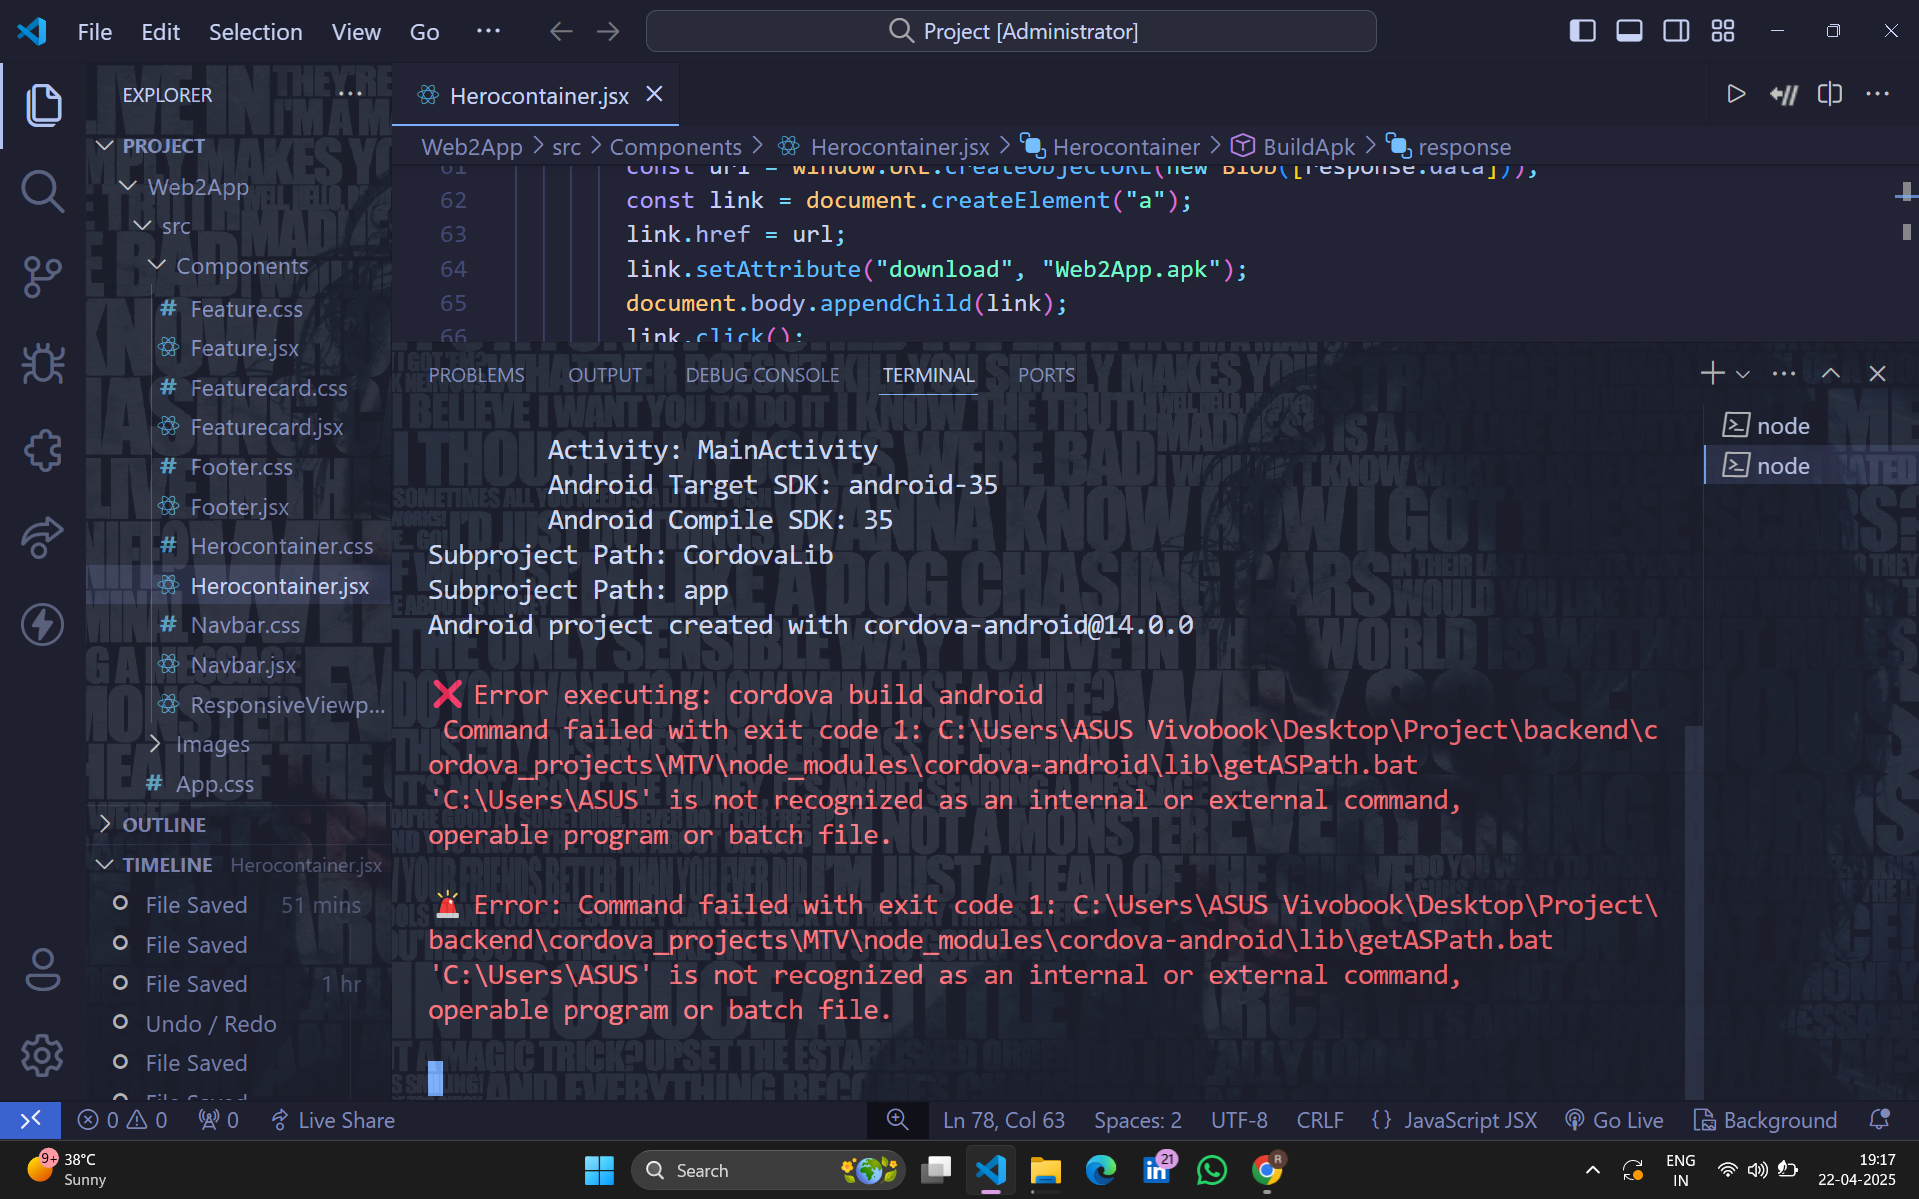 File Edit Selection View Go ··· Project [Administrator]
EXPLORER ···
PROJECT
Web2App
src
Components
# Feature.css
Feature.jsx
# Featurecard.css
Featurecard.jsx
# Footer.css
Footer.jsx
# Herocontainer.css
Herocontainer.jsx
# Navbar.css
Navbar.jsx
ResponsiveViewp...
Images
# App.css
OUTLINE
TIMELINE Herocontainer.jsx
File Saved 51 mins
File Saved
File Saved 1 hr
Undo / Redo
File Saved
File Saved
Herocontainer.jsx
Web2App > src > Components > Herocontainer.jsx > Herocontainer > BuildApk > response
61 const url = window.URL.createObjectURL(new Blob([response.data]));
62 const link = document.createElement("a");
63 link.href = url;
64 link.setAttribute("download", "Web2App.apk");
65 document.body.appendChild(link);
66 link.click();
PROBLEMS OUTPUT DEBUG CONSOLE TERMINAL PORTS
node
node
Activity: MainActivity
Android Target SDK: android-35
Android Compile SDK: 35
Subproject Path: CordovaLib
Subproject Path: app
Android project created with cordova-android@14.0.0
❌ Error executing: cordova build android
Command failed with exit code 1: C:\Users\ASUS Vivobook\Desktop\Project\backend\c
ordova_projects\MTV\node_modules\cordova-android\lib\getASPath.bat
'C:\Users\ASUS' is not recognized as an internal or external command,
operable program or batch file.
🚨 Error: Command failed with exit code 1: C:\Users\ASUS Vivobook\Desktop\Project\
backend\cordova_projects\MTV\node_modules\cordova-android\lib\getASPath.bat
'C:\Users\ASUS' is not recognized as an internal or external command,
operable program or batch file.
0 0 0 Live Share Ln 78, Col 63 Spaces: 2 UTF-8 CRLF {} JavaScript JSX Go Live Background
9+ 38°C
Sunny
Search
21
R
ENG
IN
19:17
22-04-2025